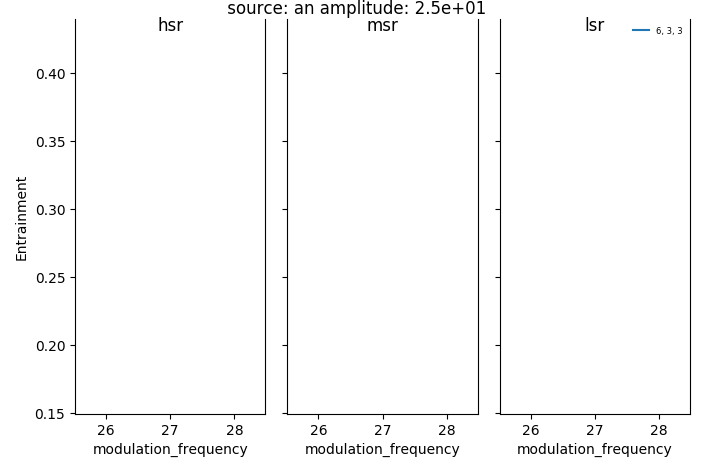 source: an amplitude: 2.5e+01
hsr
msr
lsr
6, 3, 3
Entrainment
0.40
0.35
0.30
0.25
0.20
0.15
26 27 28
26 27 28
26 27 28
modulation_frequency
modulation_frequency
modulation_frequency